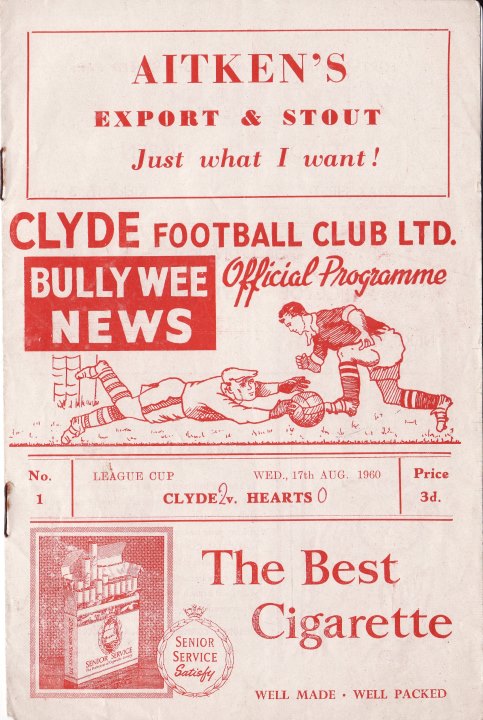 AITKEN'S
EXPORT & STOUT
Just what I want!
CLYDE FOOTBALL CLUB LTD.
BULLY WEE
NEWS
Official Programme
No.
1
LEAGUE CUP WED., 17th AUG. 1960
CLYDE 2 v. HEARTS 0
Price
3d.
The Best
Cigarette
SENIOR SERVICE
SENIOR
SERVICE
Satisfy
WELL MADE · WELL PACKED